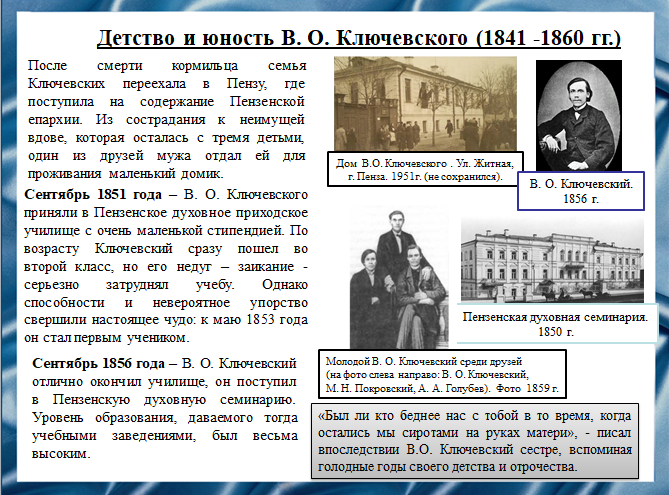 Детство и юность В. О. Ключевского (1841 -1860 гг.)
После смерти кормильца семья
Ключевских переехала в Пензу, где
поступила на содержание Пензенской
епархии. Из сострадания к неимущей
вдове, которая осталась с тремя детьми,
один из друзей мужа отдал ей для
проживания маленький домик.
Сентябрь 1851 года – В. О. Ключевского
приняли в Пензенское духовное приходское
училище с очень маленькой стипендией. По
возрасту Ключевский сразу пошел во
второй класс, но его недуг – заикание -
серьезно затруднял учебу. Однако
способности и невероятное упорство
свершили настоящее чудо: к маю 1853 года
он стал первым учеником.
Сентябрь 1856 года – В. О. Ключевский
отлично окончил училище, он поступил
в Пензенскую духовную семинарию.
Уровень образования, даваемого тогда
учебными заведениями, был весьма
высоким.
Дом В.О. Ключевского . Ул. Житная,
г. Пенза. 1951г. (не сохранился).
В. О. Ключевский.
1856 г.
Пензенская духовная семинария.
1850 г.
Молодой В. О. Ключевский среди друзей
(на фото слева направо: В. О. Ключевский,
М. Н. Покровский, А. А. Голубев). Фото 1859 г.
«Был ли кто беднее нас с тобой в то время, когда
остались мы сиротами на руках матери», - писал
впоследствии В.О. Ключевский сестре, вспоминая
голодные годы своего детства и отрочества.